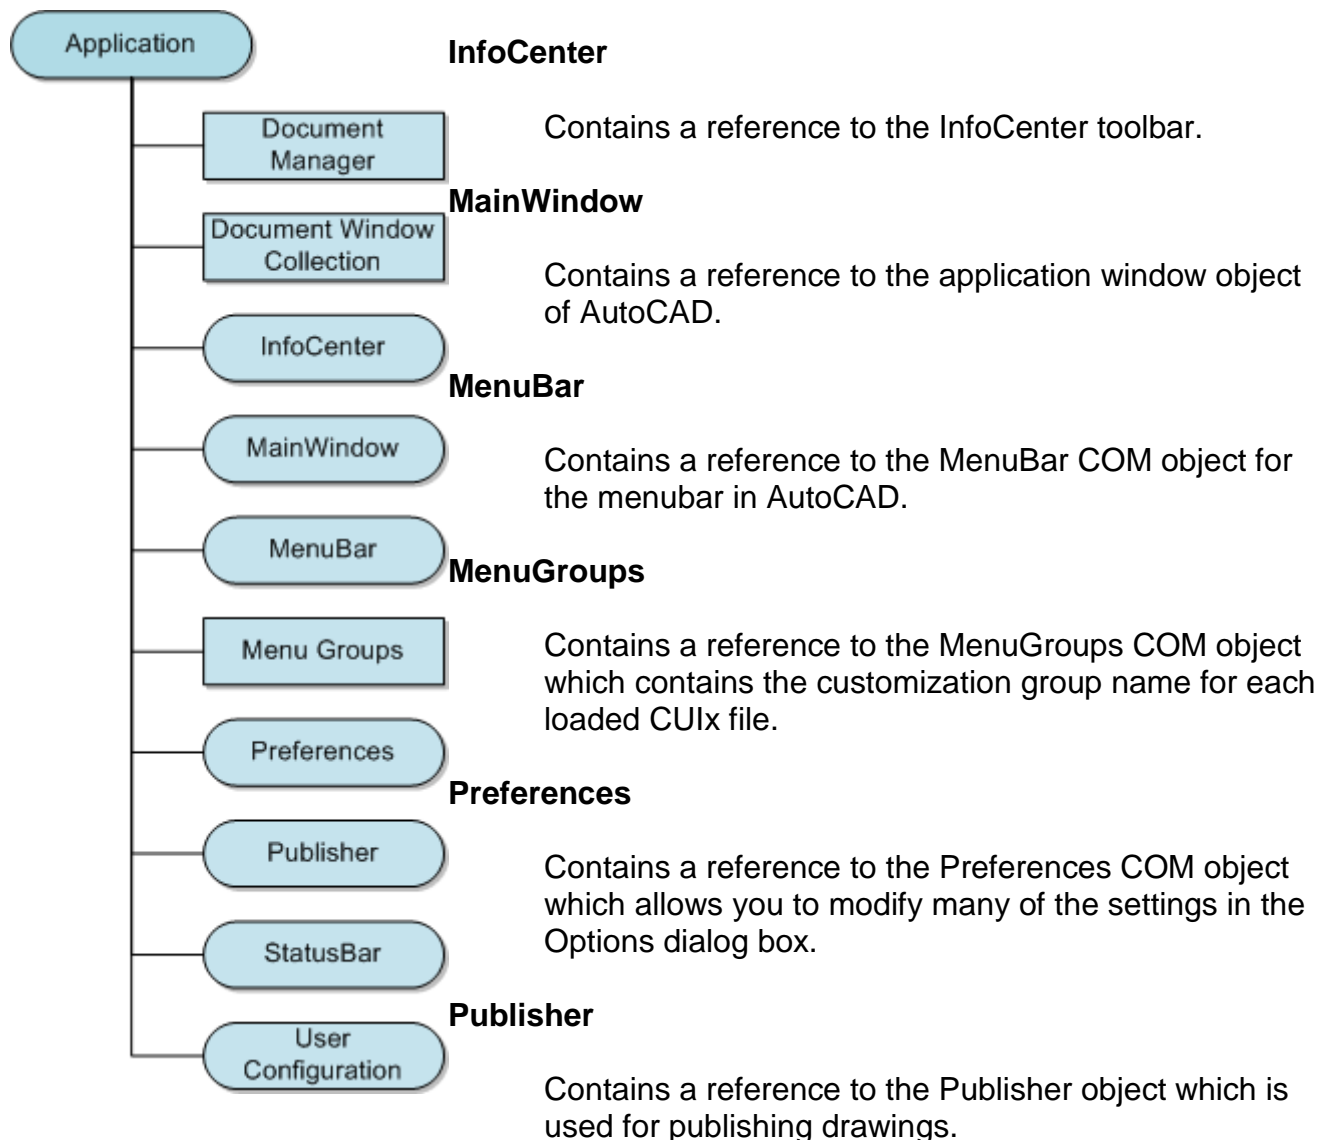 Application
Document
Manager
Document Window
Collection
InfoCenter
MainWindow
MenuBar
Menu Groups
Preferences
Publisher
StatusBar
User
Configuration
InfoCenter
Contains a reference to the InfoCenter toolbar.
MainWindow
Contains a reference to the application window object
of AutoCAD.
MenuBar
Contains a reference to the MenuBar COM object for
the menubar in AutoCAD.
MenuGroups
Contains a reference to the MenuGroups COM object
which contains the customization group name for each
loaded CUIx file.
Preferences
Contains a reference to the Preferences COM object
which allows you to modify many of the settings in the
Options dialog box.
Publisher
Contains a reference to the Publisher object which is
used for publishing drawings.